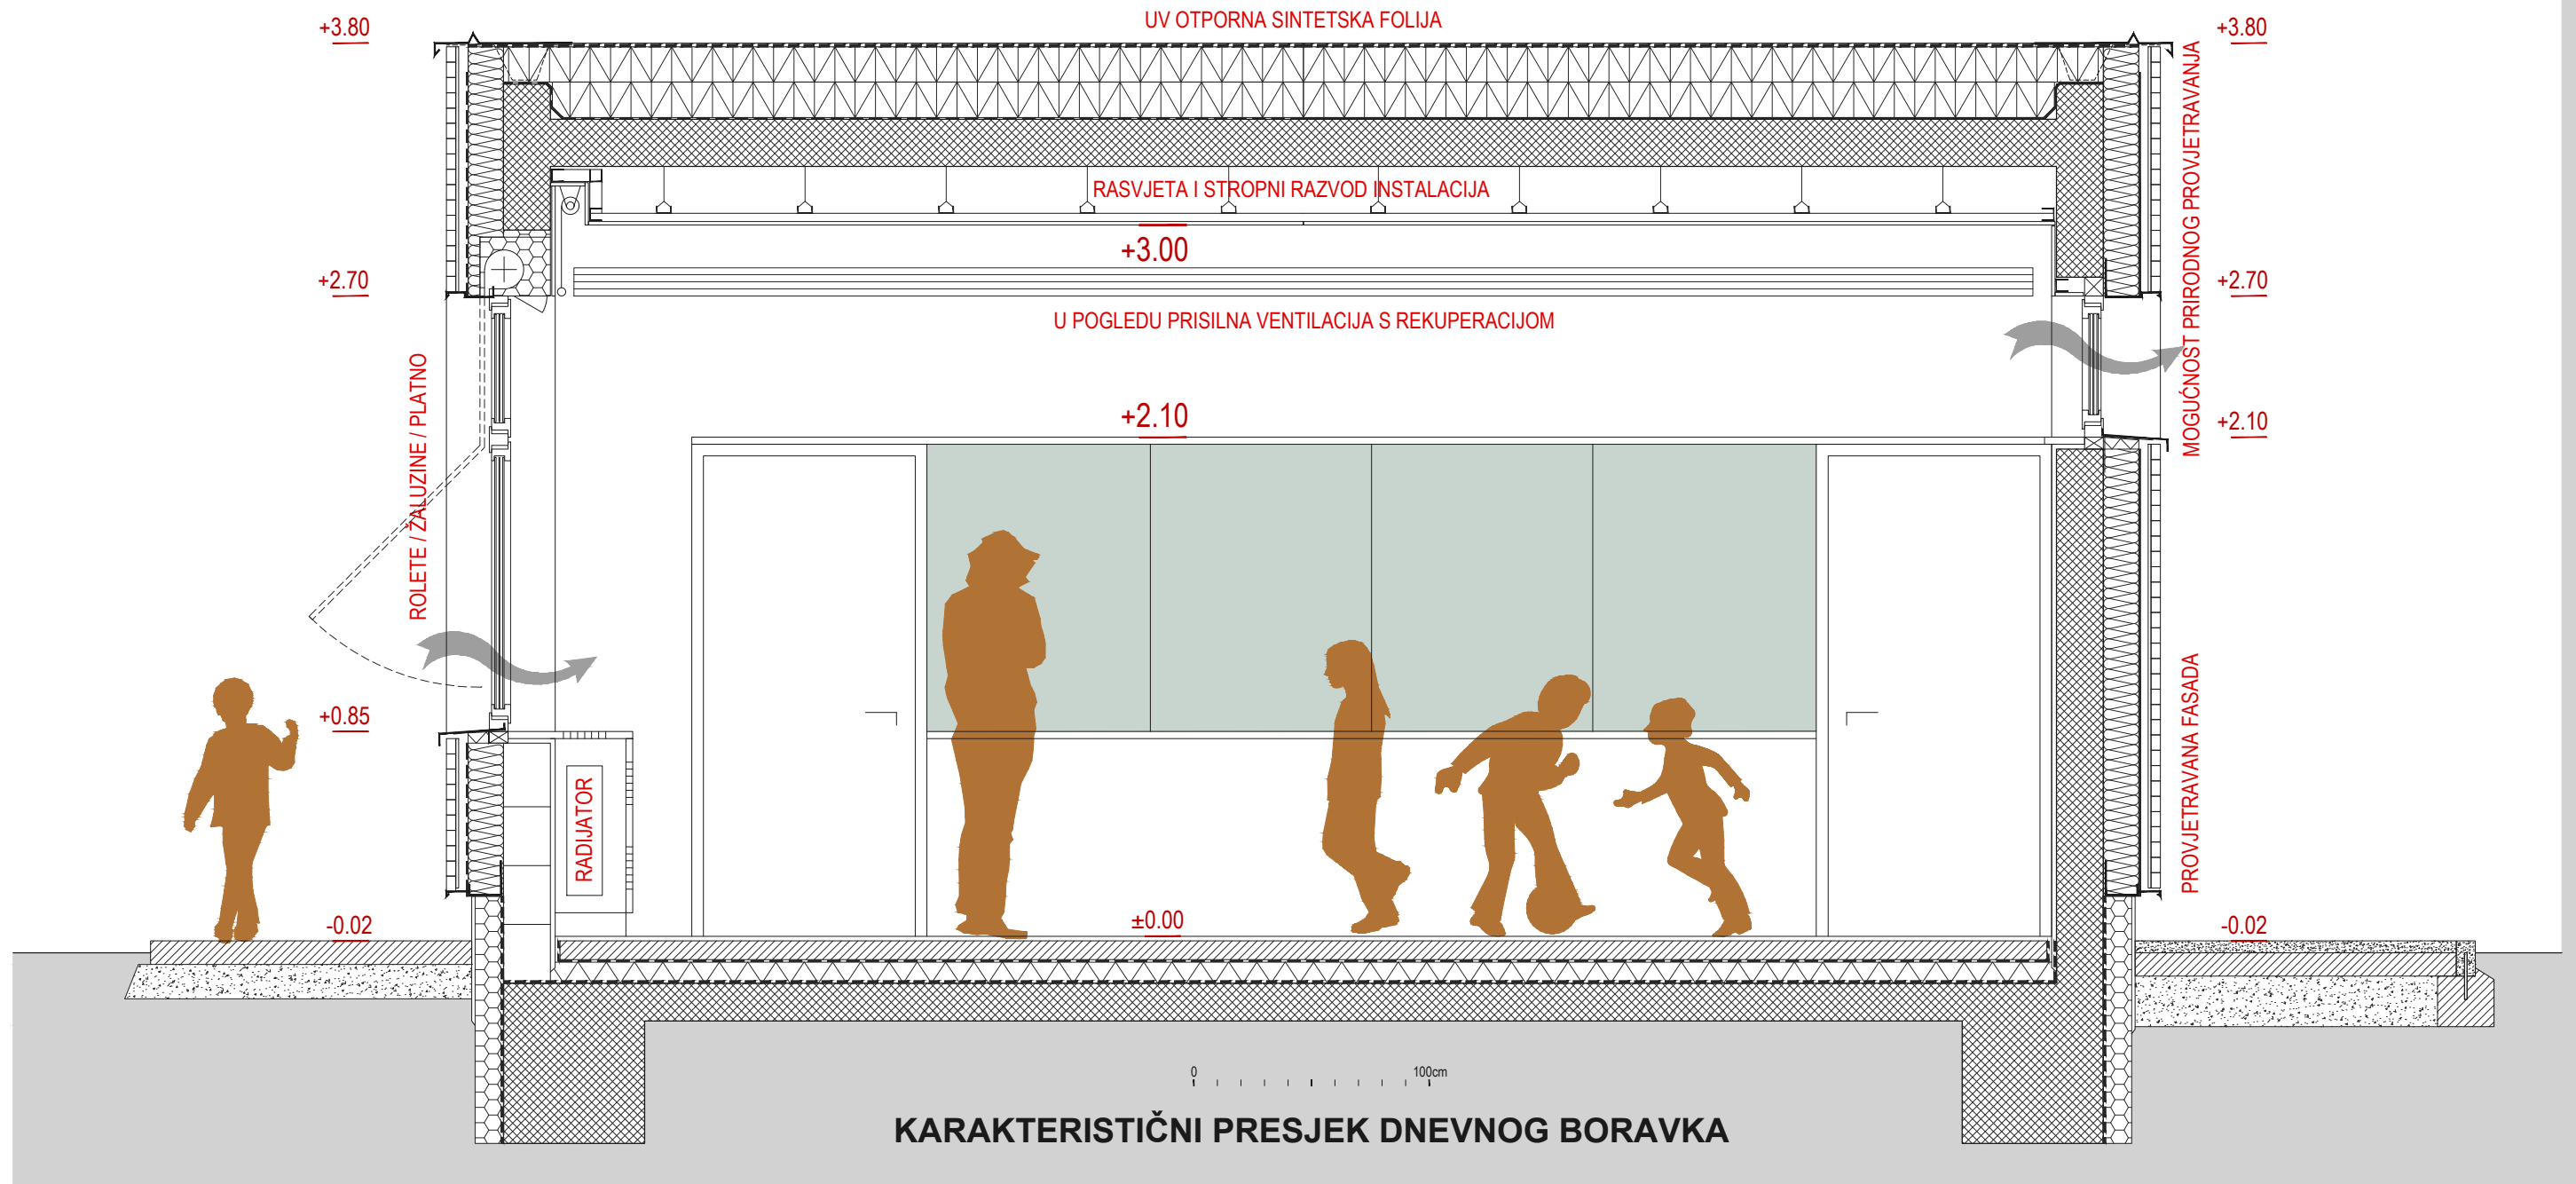 UV OTPORNA SINTETSKA FOLIJA
+3.80
+3.80
RASVJETA I STROPNI RAZVOD INSTALACIJA
+3.00
+2.70
+2.70
U POGLEDU PRISILNA VENTILACIJA S REKUPERACIJOM
MOGUĆNOST PRIRODNOG PROVJETRAVANJA
ROLETE / ŽALUZINE / PLATNO
+2.10
+2.10
+0.85
RADIJATOR
PROVJETRAVANA FASADA
-0.02
±0.00
-0.02
0 100cm
KARAKTERISTIČNI PRESJEK DNEVNOG BORAVKA